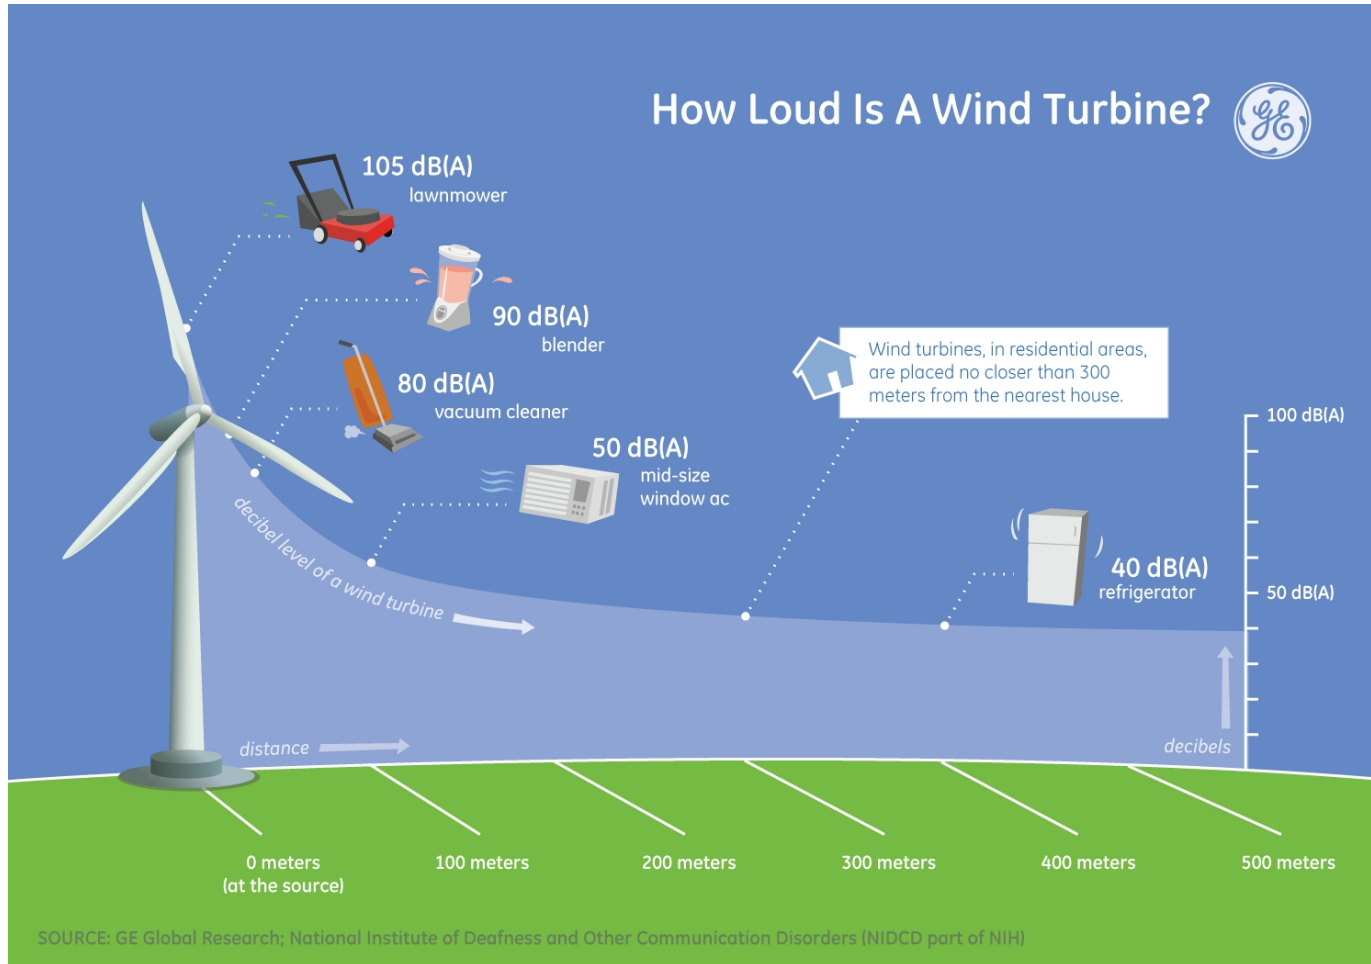 How Loud Is A Wind Turbine?
GE
105 dB(A)
lawnmower
90 dB(A)
blender
80 dB(A)
vacuum cleaner
50 dB(A)
mid-size
window ac
Wind turbines, in residential areas,
are placed no closer than 300
meters from the nearest house.
40 dB(A)
refrigerator
100 dB(A)
50 dB(A)
decibels
decibel level of a wind turbine
distance
0 meters
(at the source)
100 meters
200 meters
300 meters
400 meters
500 meters
SOURCE: GE Global Research; National Institute of Deafness and Other Communication Disorders (NIDCD part of NIH)